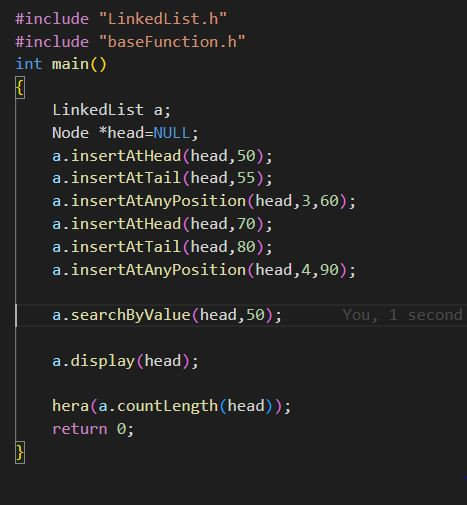 #include "LinkedList.h"
#include "baseFunction.h"
int main()
{
    LinkedList a;
    Node *head=NULL;
    a.insertAtHead(head,50);
    a.insertAtTail(head,55);
    a.insertAtAnyPosition(head,3,60);
    a.insertAtHead(head,70);
    a.insertAtTail(head,80);
    a.insertAtAnyPosition(head,4,90);
    a.searchByValue(head,50);      You, 1 second
    a.display(head);
    hera(a.countLength(head));
    return 0;
}